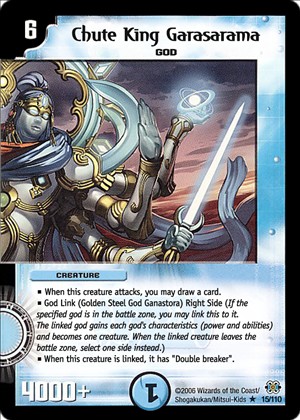 6
Chute King Garasarama
GOD
CREATURE
■ When this creature attacks, you may draw a card.
■ God Link (Golden Steel God Ganastora) Right Side (If the
specified god is in the battle zone, you may link this to it.
The linked god gains each god's characteristics (power and abilities)
and becomes one creature. When the linked creature leaves the
battle zone, select one side instead.)
■ When this creature is linked, it has "Double breaker".
4000+
1
©2006 Wizards of the Coast/
Shogakukan/Mitsui-Kids ★ 15/110